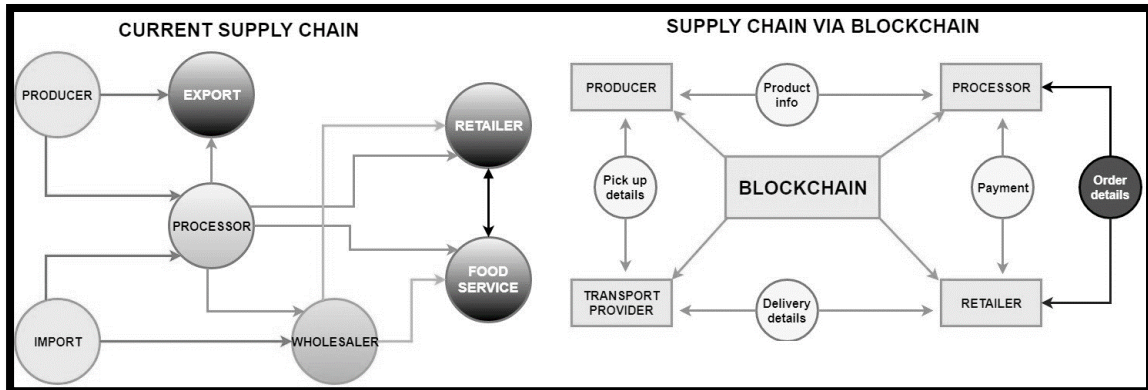 CURRENT SUPPLY CHAIN
PRODUCER
EXPORT
RETAILER
PROCESSOR
FOOD
SERVICE
IMPORT
WHOLESALER
SUPPLY CHAIN VIA BLOCKCHAIN
PRODUCER
Product
info
PROCESSOR
Pick up
details
BLOCKCHAIN
Payment
Order
details
TRANSPORT
PROVIDER
Delivery
details
RETAILER